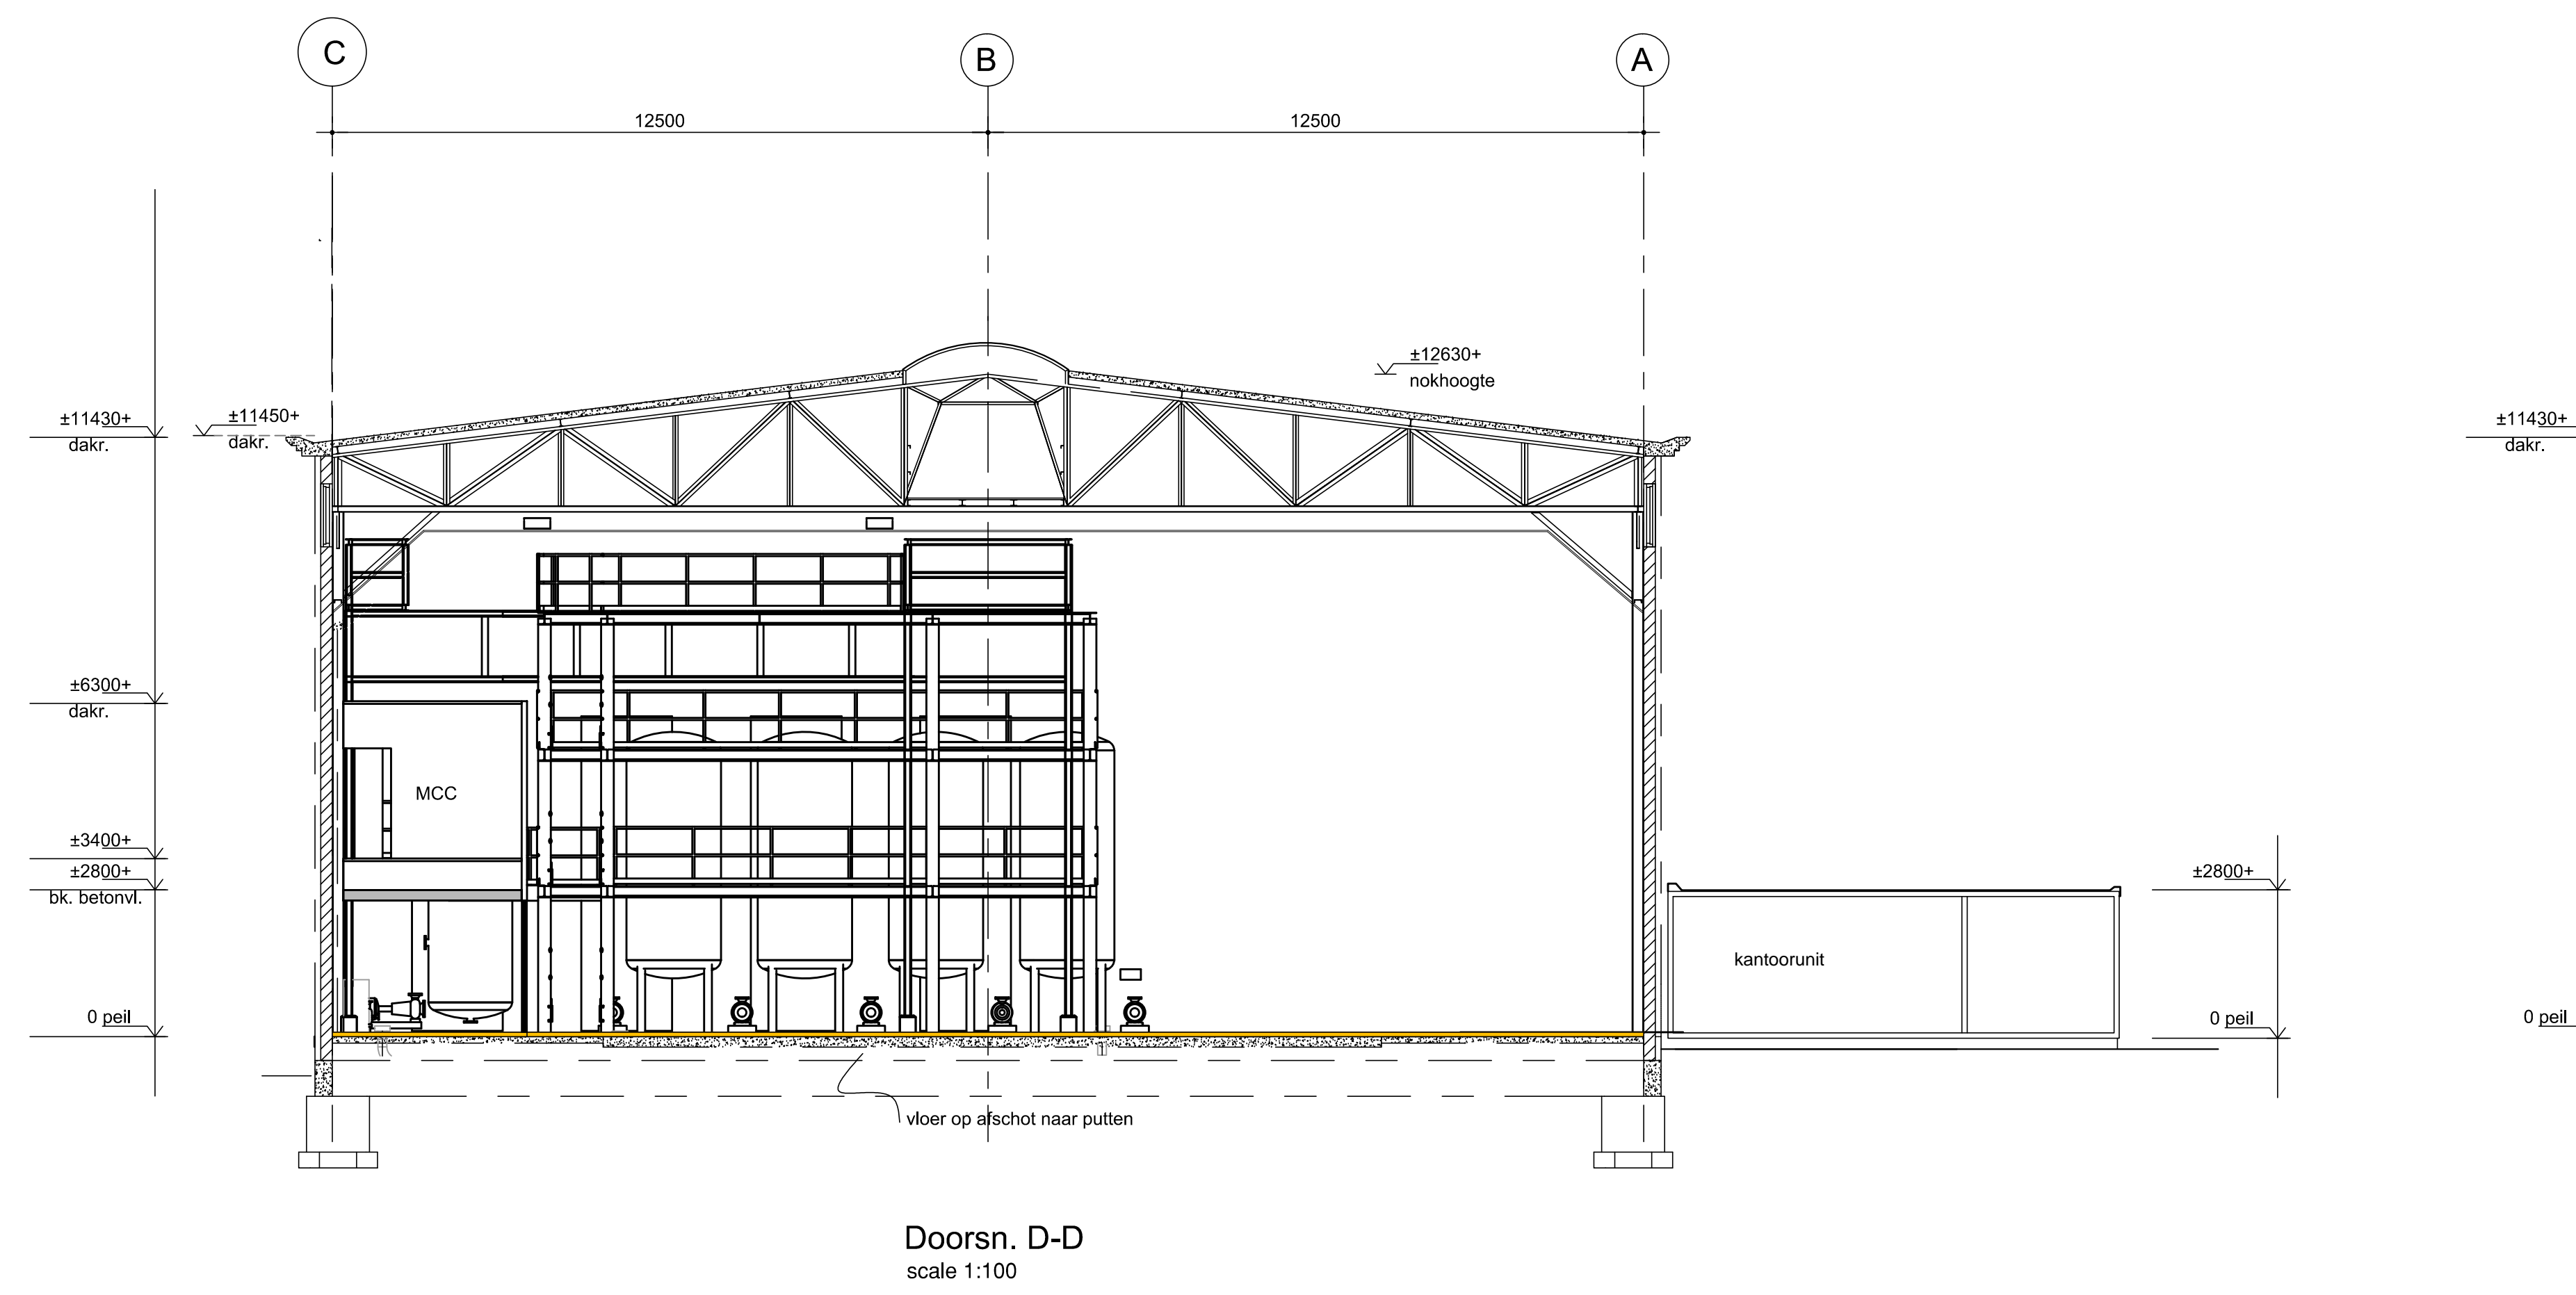 C
B
A
12500
12500
±12630+
nokhoogte
±11430+
dakr.
±11450+
dakr.
±11430+
dakr.
±6300+
dakr.
MCC
±3400+
±2800+
bk. betonvl.
±2800+
kantoorunit
0 peil
0 peil
0 peil
vloer op afschot naar putten
Doorsn. D-D
scale 1:100